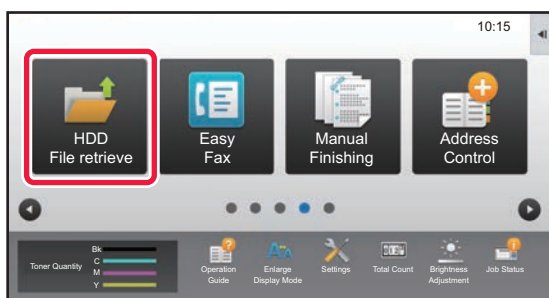 10:15
HDD
File retrieve
Easy
Fax
Manual
Finishing
Address
Control
Toner Quantity
Bk
C
M
Y
Operation
Guide
Enlarge
Display Mode
Settings
Total Count
Brightness
Adjustment
Job Status